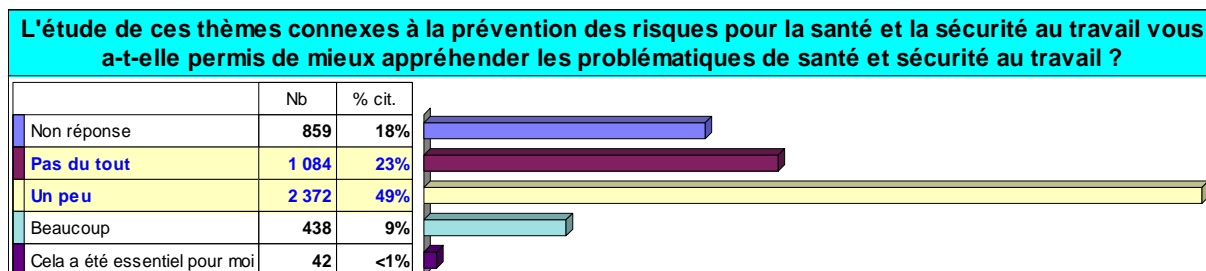 L'étude de ces thèmes connexes à la prévention des risques pour la santé et la sécurité au travail vous
a-t-elle permis de mieux appréhender les problématiques de santé et sécurité au travail ?
Nb % cit.
Non réponse 859 18%
Pas du tout 1 084 23%
Un peu 2 372 49%
Beaucoup 438 9%
Cela a été essentiel pour moi 42 <1%